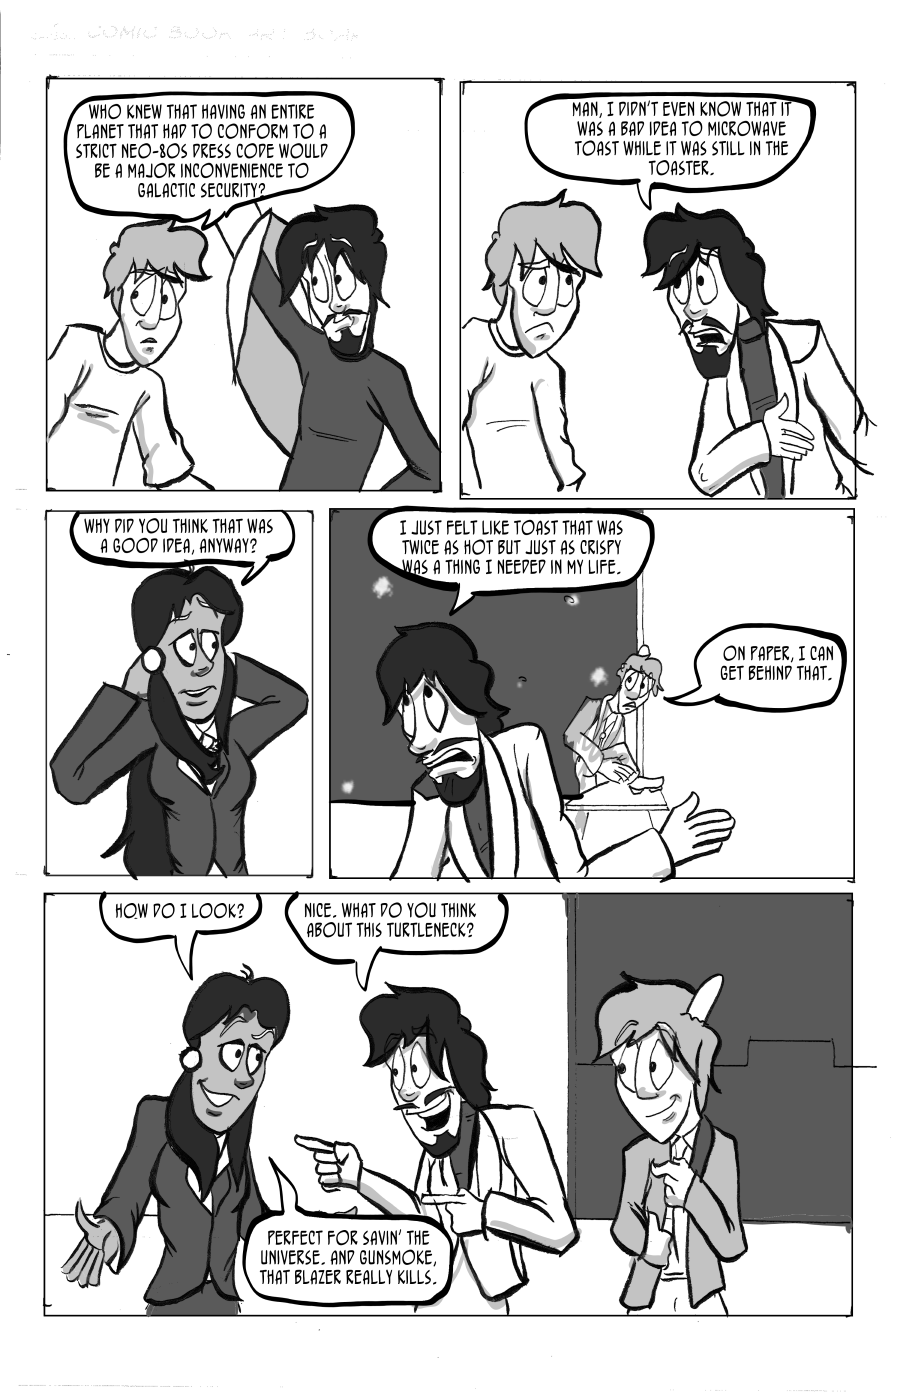 COMIC BOOK ART BOAR
WHO KNEW THAT HAVING AN ENTIRE
PLANET THAT HAD TO CONFORM TO A
STRICT NEO-80S DRESS CODE WOULD
BE A MAJOR INCONVENIENCE TO
GALACTIC SECURITY?
MAN, I DIDN'T EVEN KNOW THAT IT
WAS A BAD IDEA TO MICROWAVE
TOAST WHILE IT WAS STILL IN THE
TOASTER.
WHY DID YOU THINK THAT WAS
A GOOD IDEA, ANYWAY?
I JUST FELT LIKE TOAST THAT WAS
TWICE AS HOT BUT JUST AS CRISPY
WAS A THING I NEEDED IN MY LIFE.
ON PAPER, I CAN
GET BEHIND THAT.
HOW DO I LOOK?
NICE. WHAT DO YOU THINK
ABOUT THIS TURTLENECK?
PERFECT FOR SAVIN' THE
UNIVERSE. AND GUNSMOKE,
THAT BLAZER REALLY KILLS.